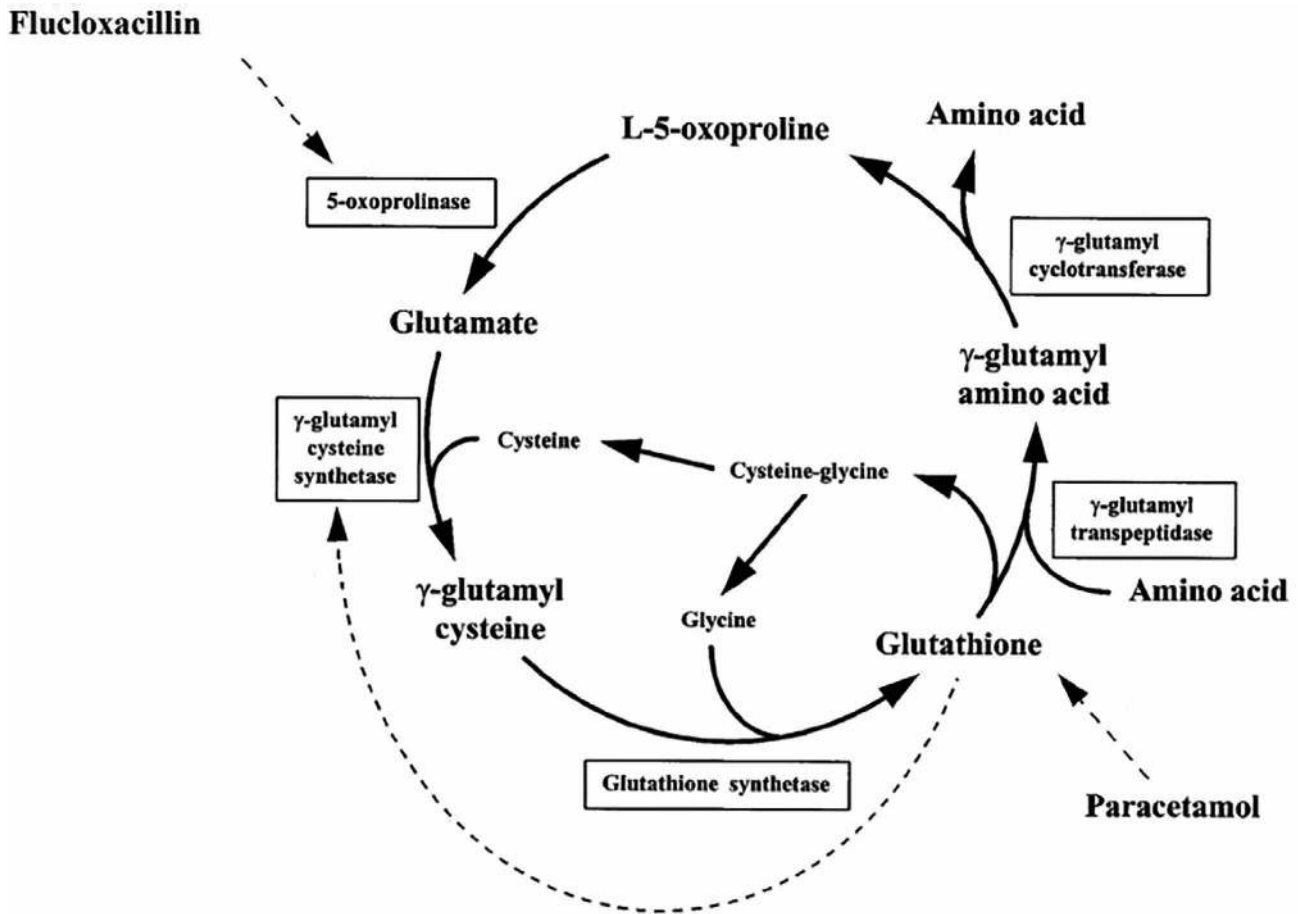 Flucloxacillin
L-5-oxoproline
Amino acid
5-oxoprolinase
γ-glutamyl
cyclotransferase
Glutamate
γ-glutamyl
amino acid
γ-glutamyl
cysteine
synthetase
Cysteine
Cysteine-glycine
γ-glutamyl
transpeptidase
γ-glutamyl
cysteine
Glycine
Amino acid
Glutathione
Glutathione synthetase
Paracetamol